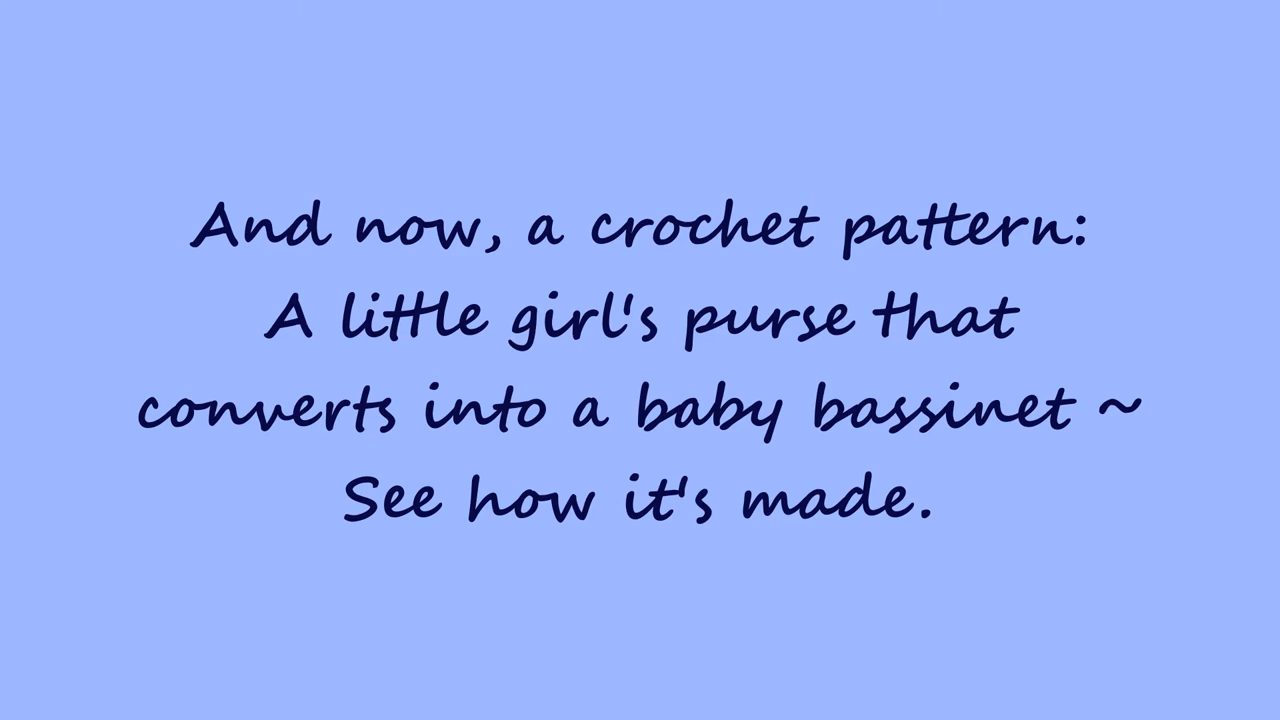 And now, a crochet pattern:
A little girl's purse that
converts into a baby bassinet ~
See how it's made.